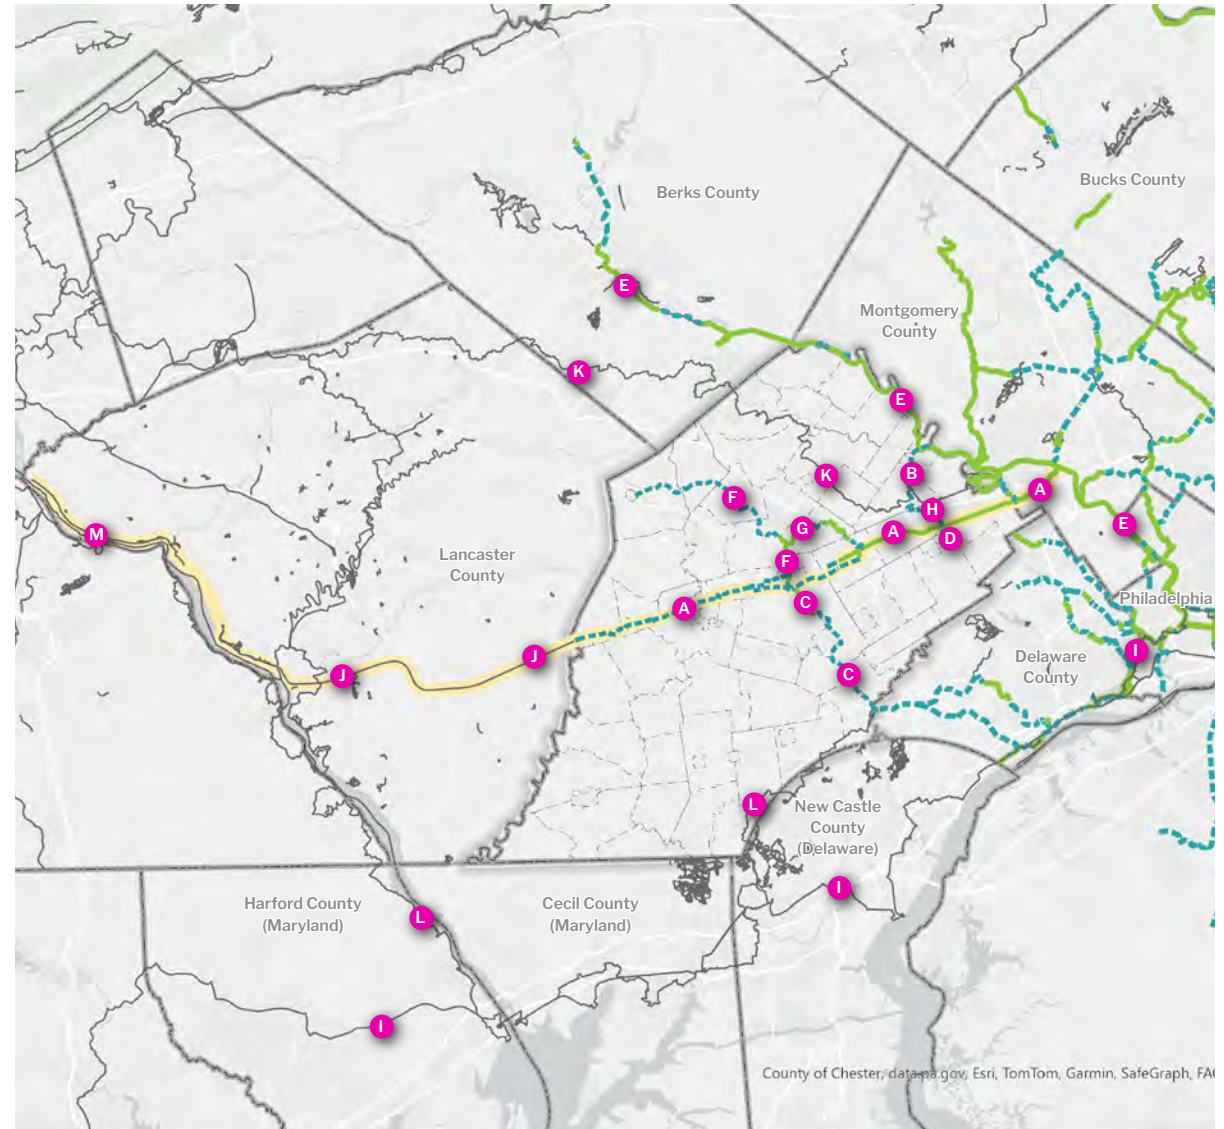 Berks County
Bucks County
E
Montgomery
County
K
E
K
B
A
F
H
G
A
D
E
M
Lancaster
County
F
A
C
Philadelphia
J
J
C
Delaware
County
I
L
New Castle
County
(Delaware)
I
Harford County
(Maryland)
L
Cecil County
(Maryland)
I
County of Chester, data.pa.gov, Esri, TomTom, Garmin, SafeGraph, FA